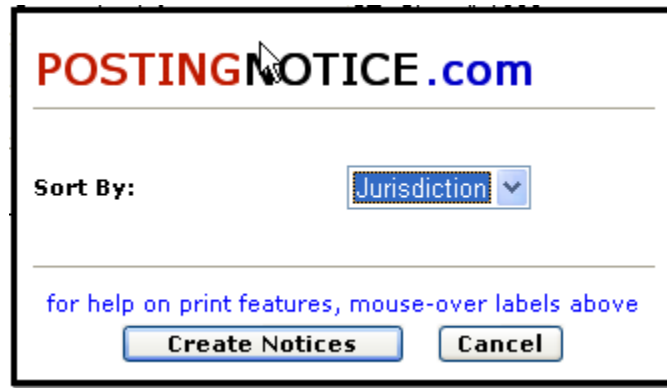 POSTINGNOTICE.com
Sort By:
Jurisdiction
for help on print features, mouse-over labels above
Create Notices
Cancel